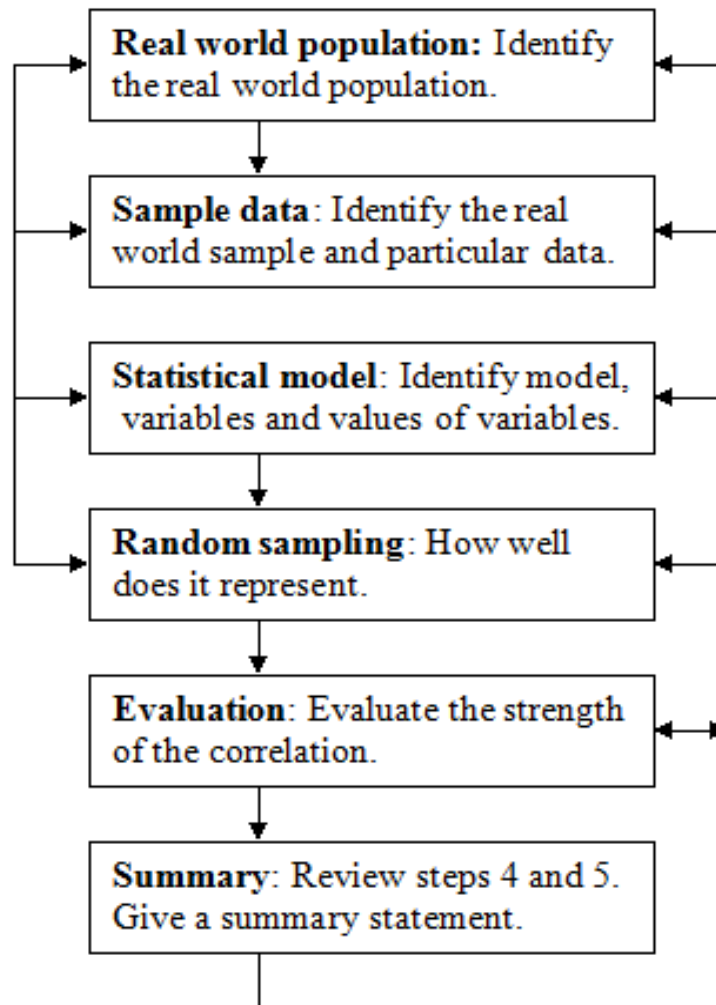 Real world population: Identify
the real world population.
Sample data: Identify the real
world sample and particular data.
Statistical model: Identify model,
variables and values of variables.
Random sampling: How well
does it represent.
Evaluation: Evaluate the strength
of the correlation.
Summary: Review steps 4 and 5.
Give a summary statement.